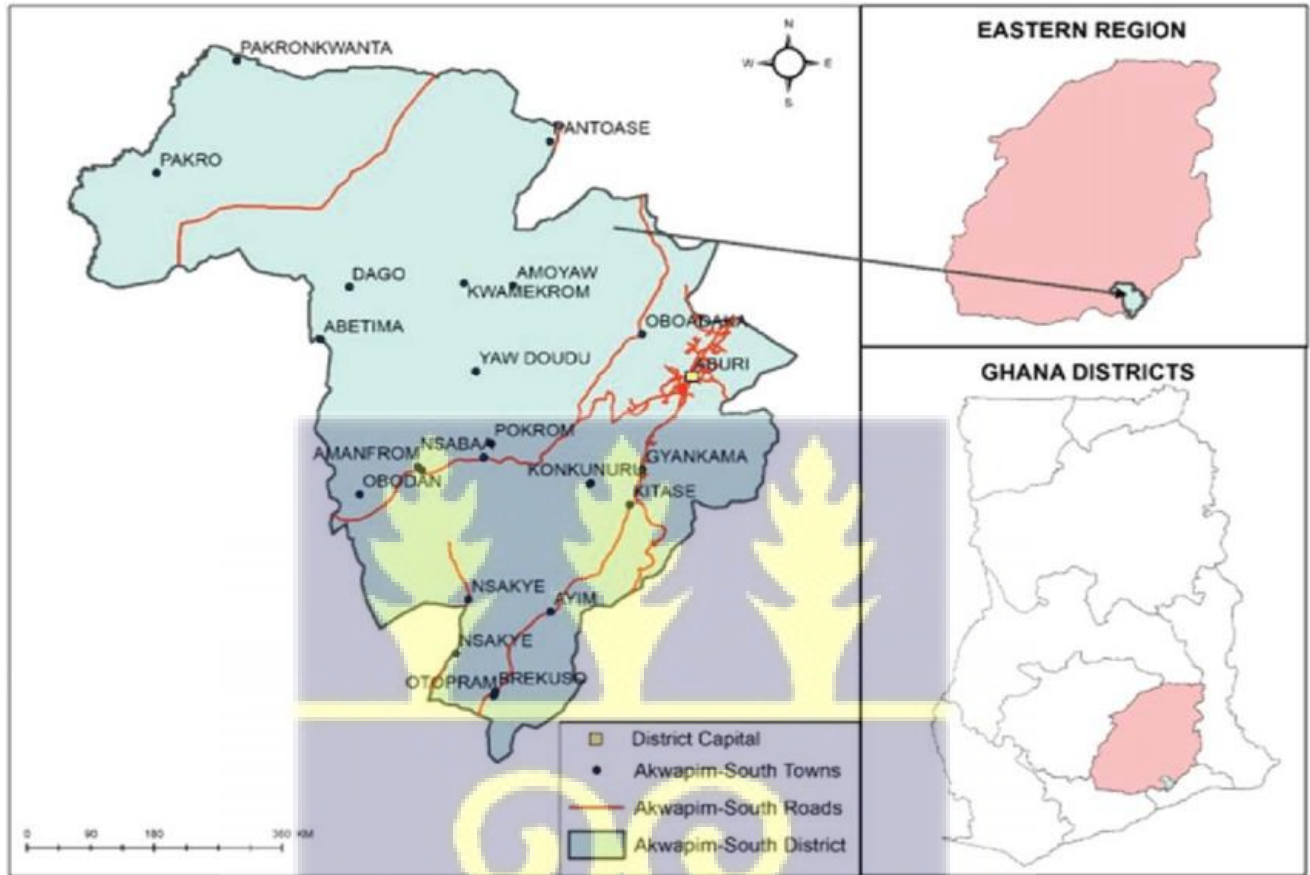 PAKRONKWANTA
N
W E
S
PANTOASE
PAKRO
DAGO
AMOYAW
KWAMEKROM
ABETIMA
OBOADAKA
YAW DOUDU
ABURI
POKROM
AMANFROM NSABAA
KONKUNURU GYANKAMA
OBODAN
KITASE
NSAKYE
AYIM
NSAKYE
OTOPRAM BREKUSO
District Capital
Akwapim-South Towns
Akwapim-South Roads
Akwapim-South District
0 90 180 360 KM
EASTERN REGION
GHANA DISTRICTS